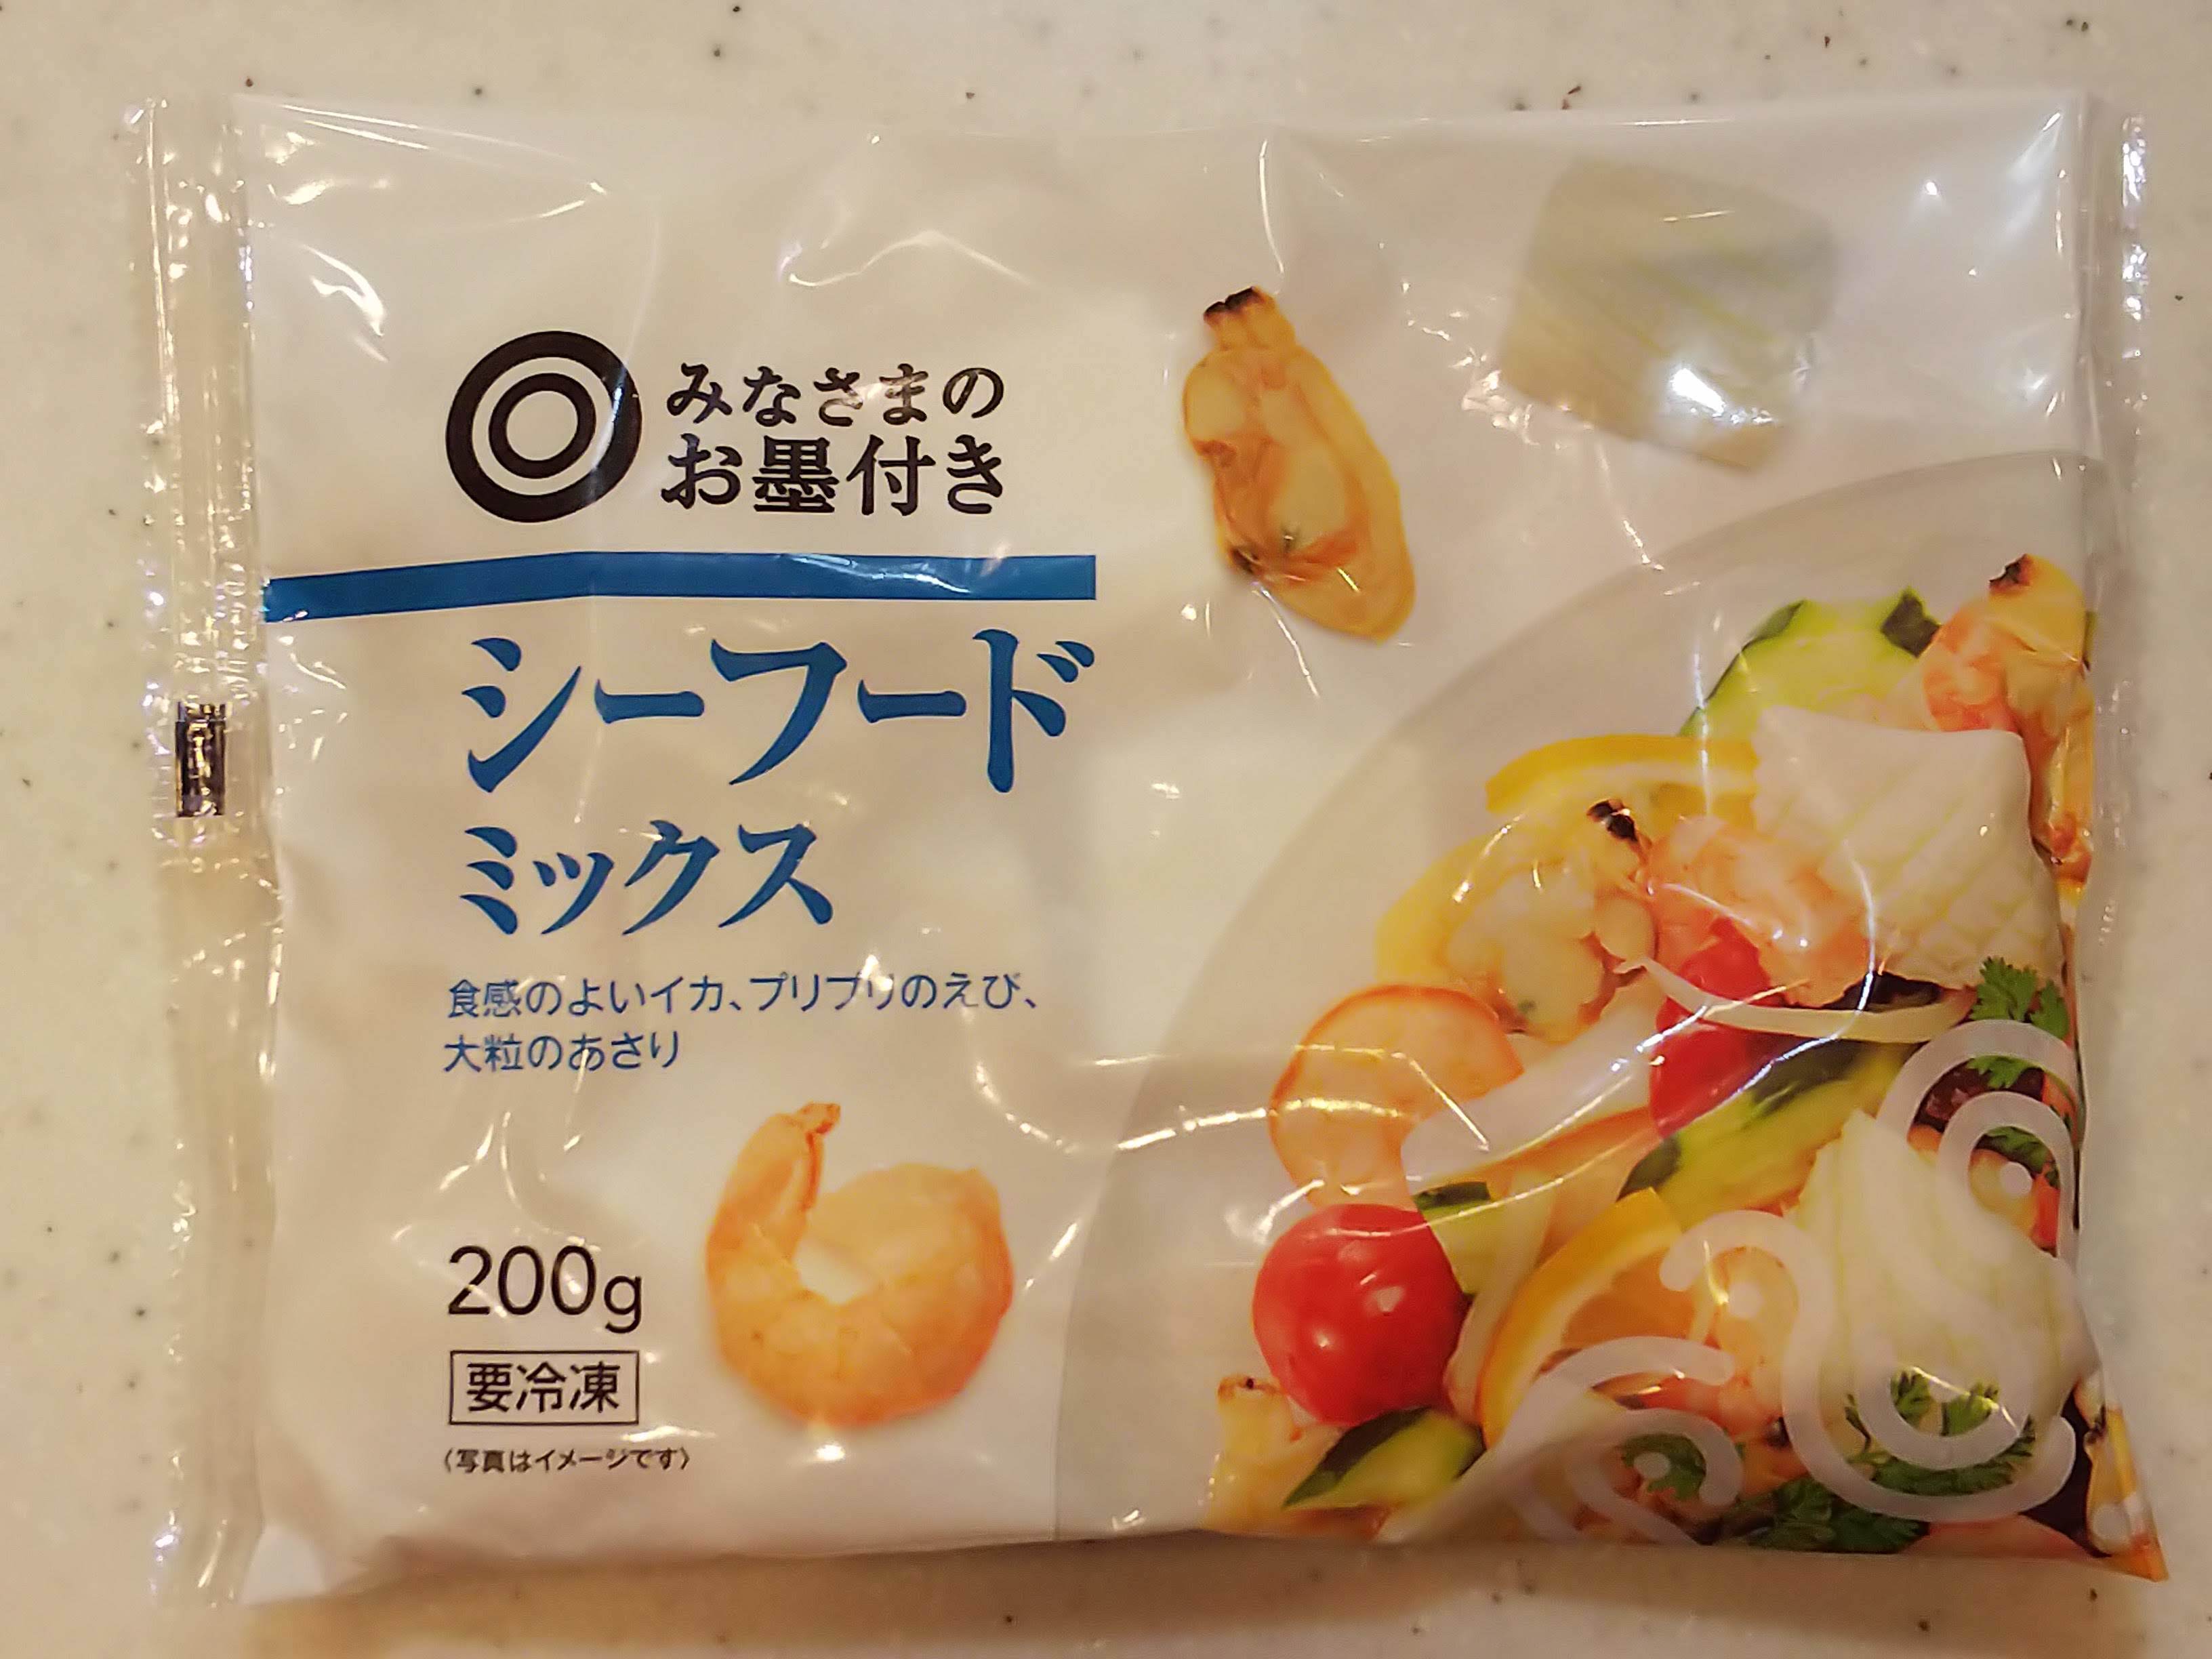 みなさまの
お墨付き
シーフード
ミックス
食感のよいイカ、プリプリのえび、
大粒のあさり
200g
要冷凍
〈写真はイメージです〉